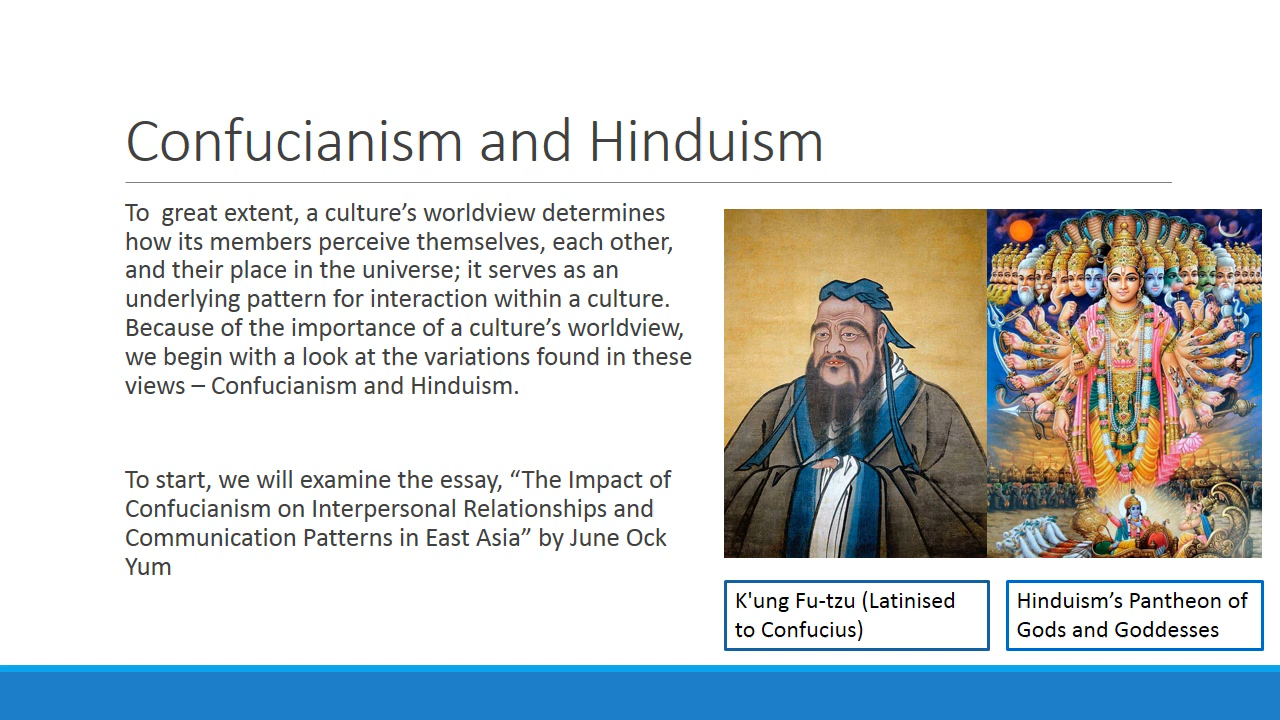 Confucianism and Hinduism
To  great extent, a culture’s worldview determines
how its members perceive themselves, each other,
and their place in the universe; it serves as an
underlying pattern for interaction within a culture.
Because of the importance of a culture’s worldview,
we begin with a look at the variations found in these
views – Confucianism and Hinduism.
To start, we will examine the essay, “The Impact of
Confucianism on Interpersonal Relationships and
Communication Patterns in East Asia” by June Ock
Yum
K'ung Fu-tzu (Latinised
to Confucius)
Hinduism’s Pantheon of
Gods and Goddesses